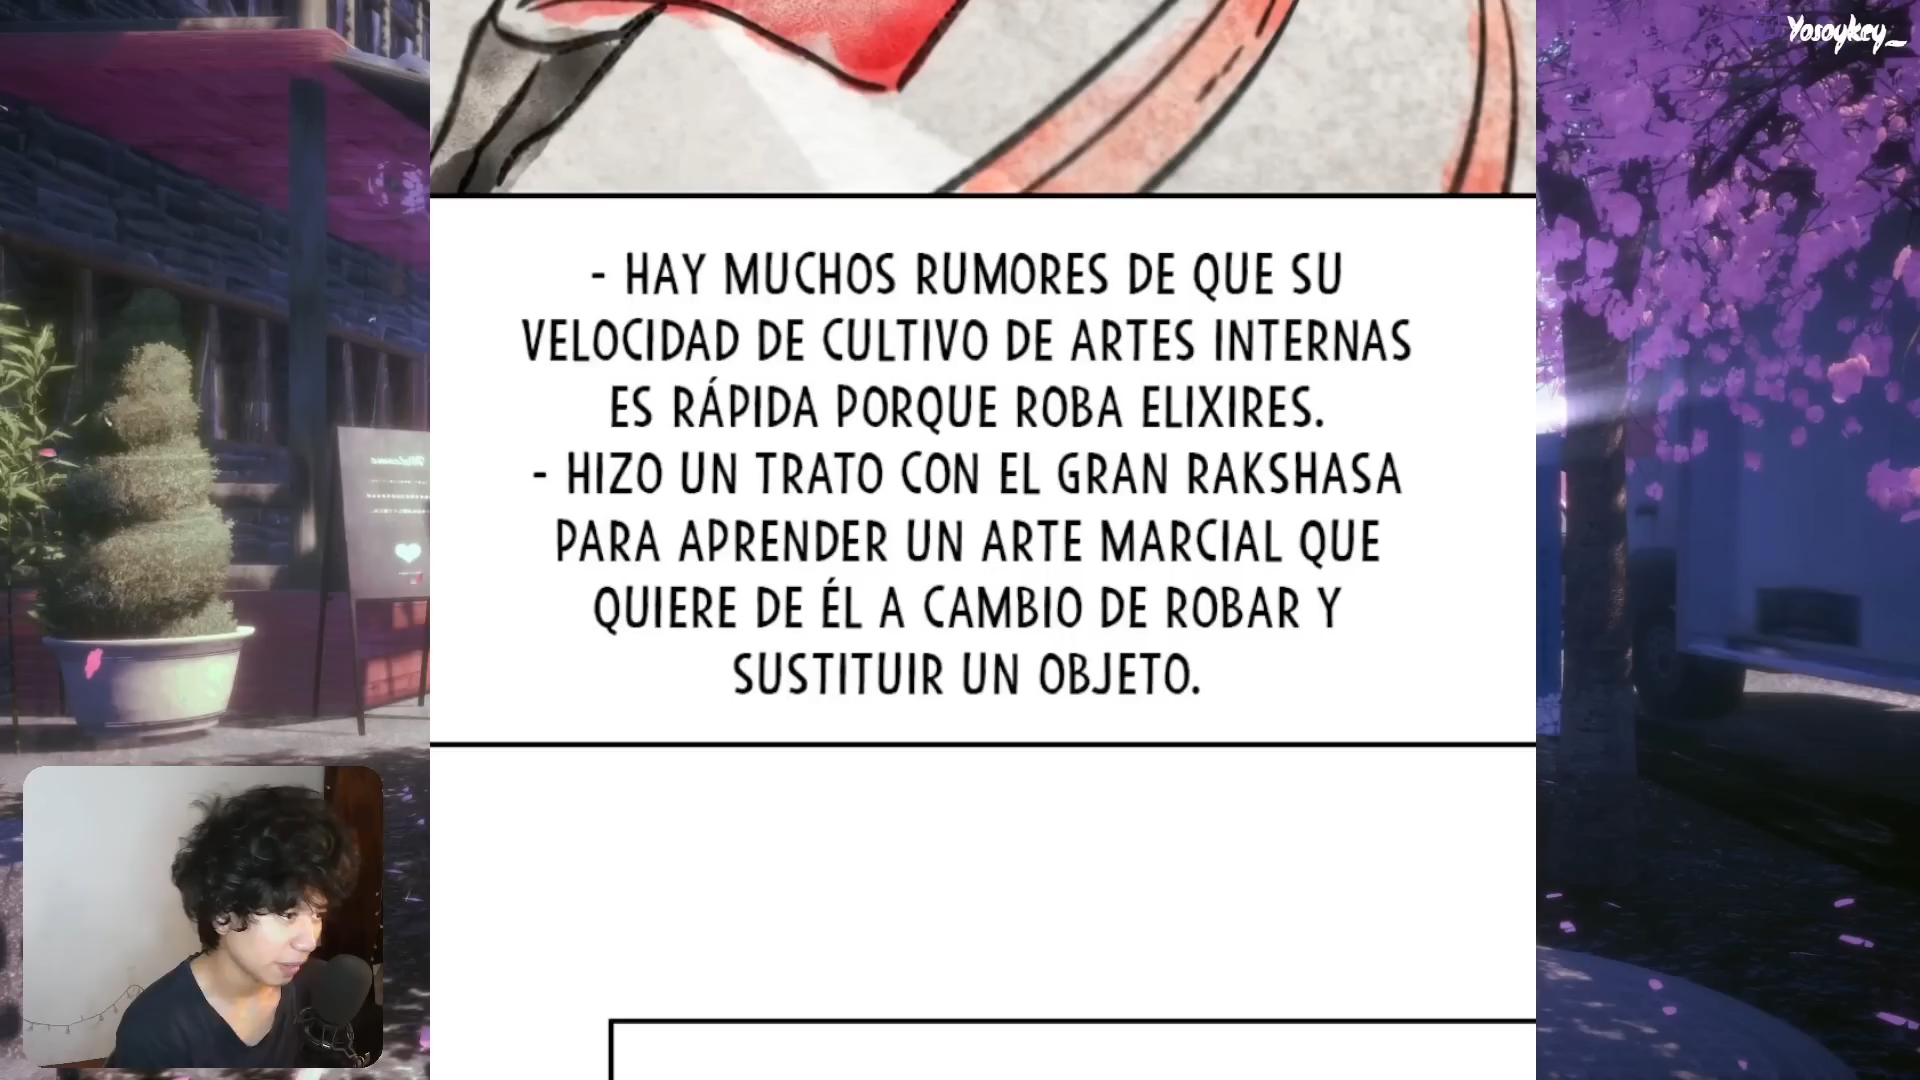 Yosoykey_
- HAY MUCHOS RUMORES DE QUE SU
VELOCIDAD DE CULTIVO DE ARTES INTERNAS
ES RÁPIDA PORQUE ROBA ELIXIRES.
- HIZO UN TRATO CON EL GRAN RAKSHASA
PARA APRENDER UN ARTE MARCIAL QUE
QUIERE DE ÉL A CAMBIO DE ROBAR Y
SUSTITUIR UN OBJETO.